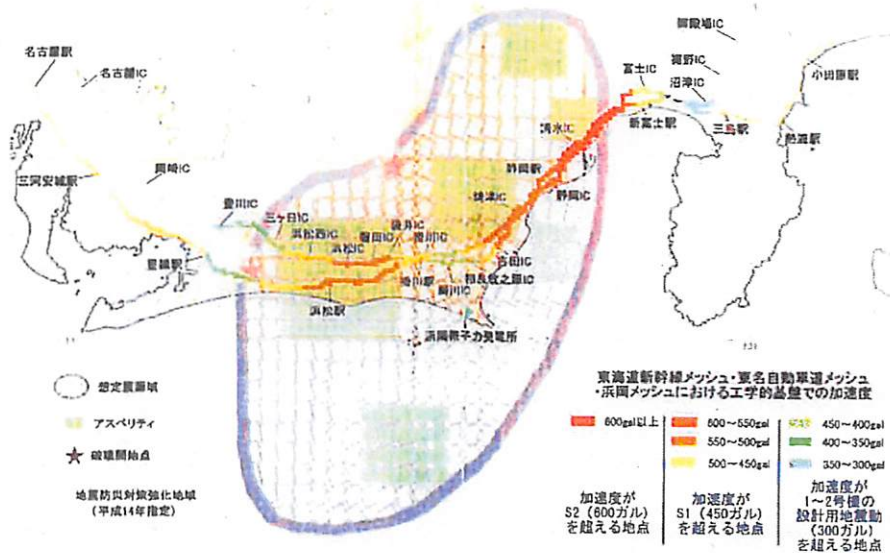 名古屋駅
名古屋IC
三河安城駅
岡崎IC
豊川IC
三ヶ日IC
浜松西IC
浜松IC
磐田IC
袋井IC
掛川IC
豊橋駅
浜松駅
掛川駅
菊川IC
相良牧之原IC
吉田IC
浜岡原子力発電所
焼津IC
静岡駅
静岡IC
清水IC
富士IC
新富士駅
沼津IC
裾野IC
御殿場IC
三島駅
熱海駅
小田原駅
想定震源域
アスペリティ
破壊開始点
地震防災対策強化地域
(平成14年指定)
東海道新幹線メッシュ・東名自動車道メッシュ
・浜岡メッシュにおける工学的基盤での加速度
600gal以上
600〜550gal
550〜500gal
500〜450gal
450〜400gal
400〜350gal
350〜300gal
加速度が
S2(600ガル)
を超える地点
加速度が
S1(450ガル)
を超える地点
加速度が
1〜2号機の
設計用地震動
(300ガル)
を超える地点